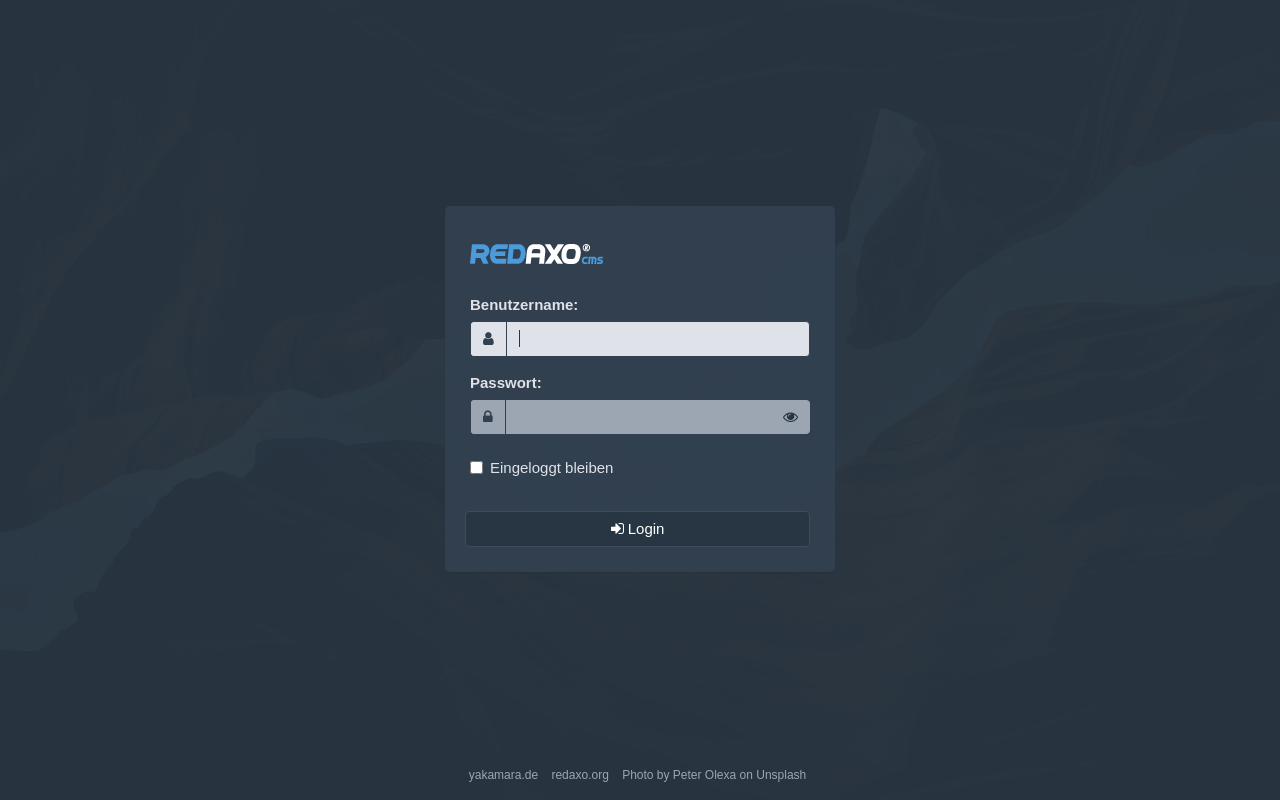 REDAXO® cms
Benutzername:
Passwort:
Eingeloggt bleiben
Login
yakamara.de redaxo.org Photo by Peter Olexa on Unsplash